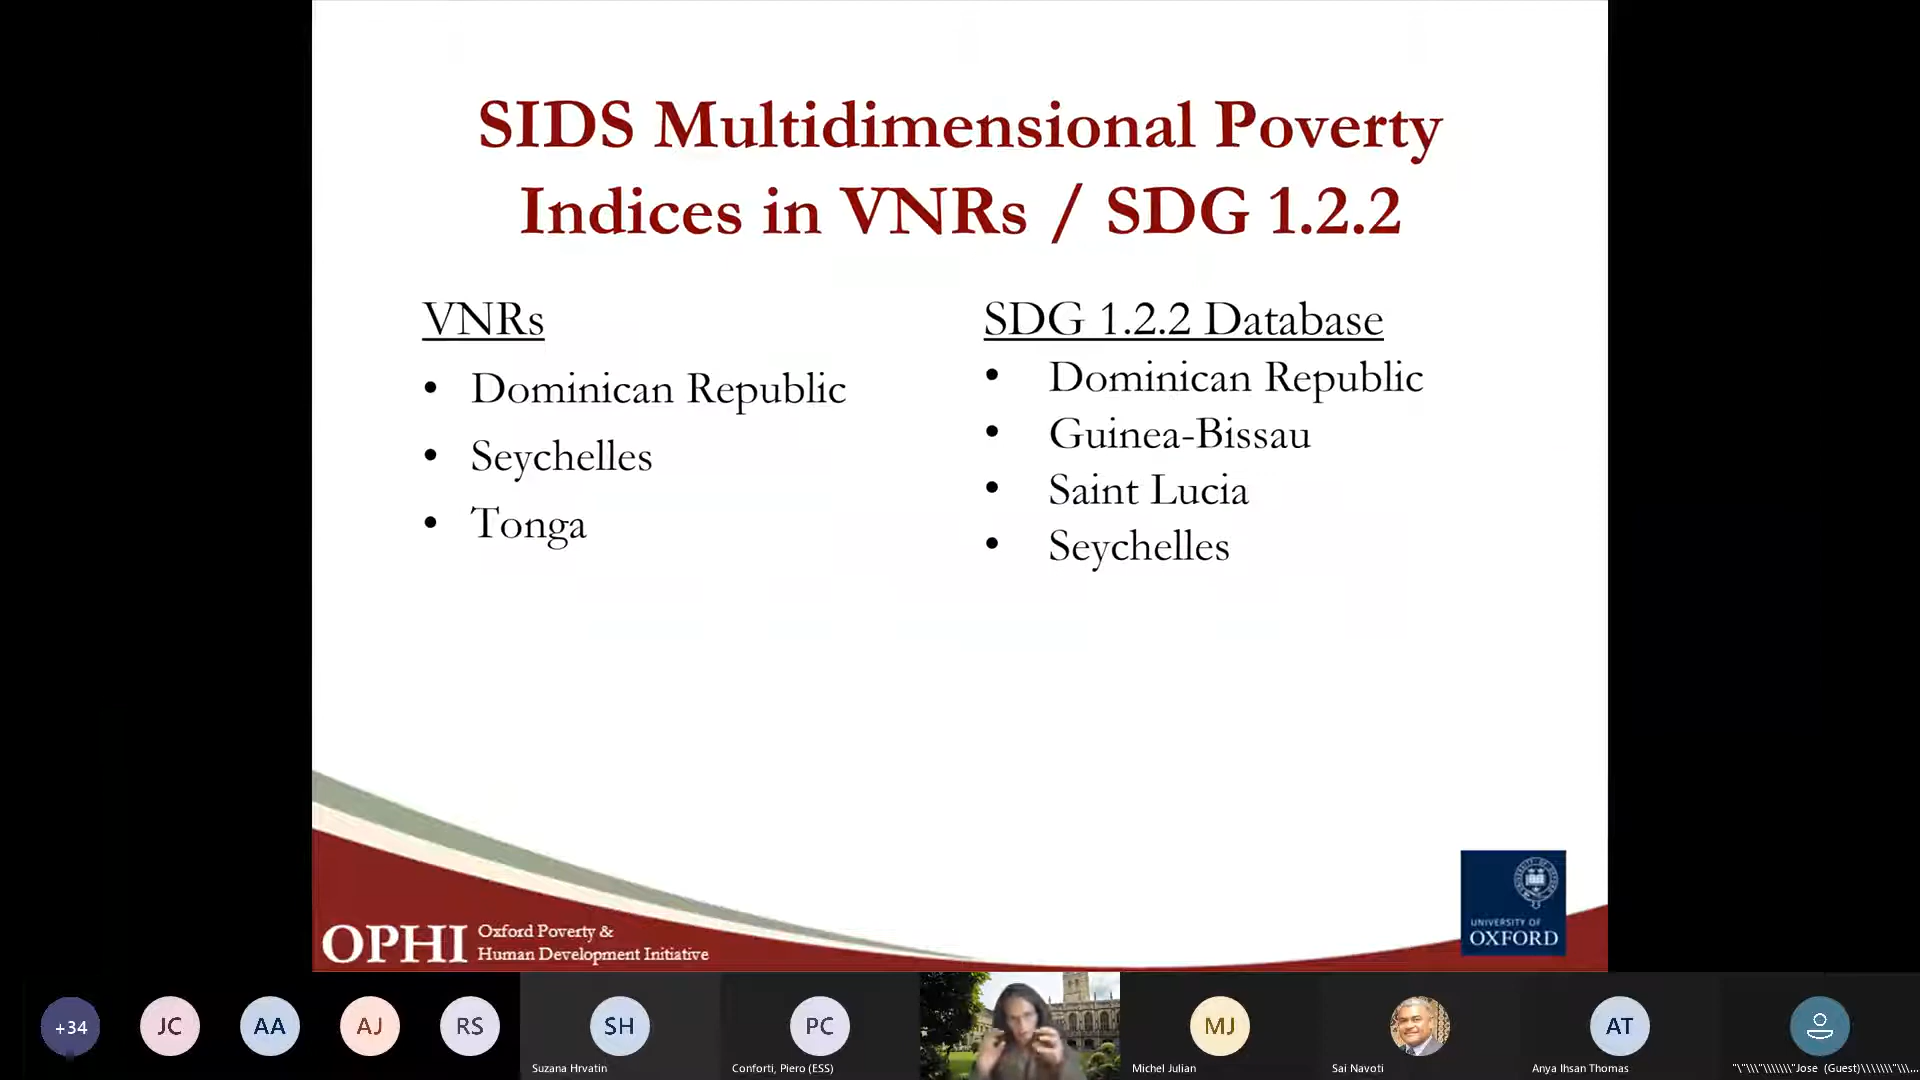 SIDS Multidimensional Poverty
Indices in VNRs / SDG 1.2.2
VNRs
• Dominican Republic
• Seychelles
• Tonga
SDG 1.2.2 Database
• Dominican Republic
• Guinea-Bissau
• Saint Lucia
• Seychelles
OPHI
Oxford Poverty &
Human Development Initiative
UNIVERSITY OF
OXFORD
+34
JC
AA
AJ
RS
SH
PC
MJ
AT
Suzana Hrvatin
Conforti, Piero (ESS)
Michel Julian
Sai Navoti
Anya Ihsan Thomas
"\"\\\"\\\\\\\"Jose (Guest)\\\\\\\"\\...